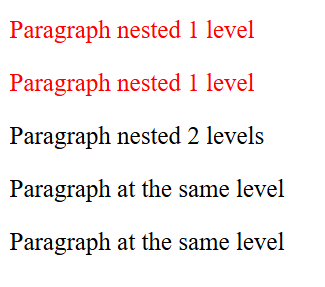 Paragraph nested 1 level
Paragraph nested 1 level
Paragraph nested 2 levels
Paragraph at the same level
Paragraph at the same level